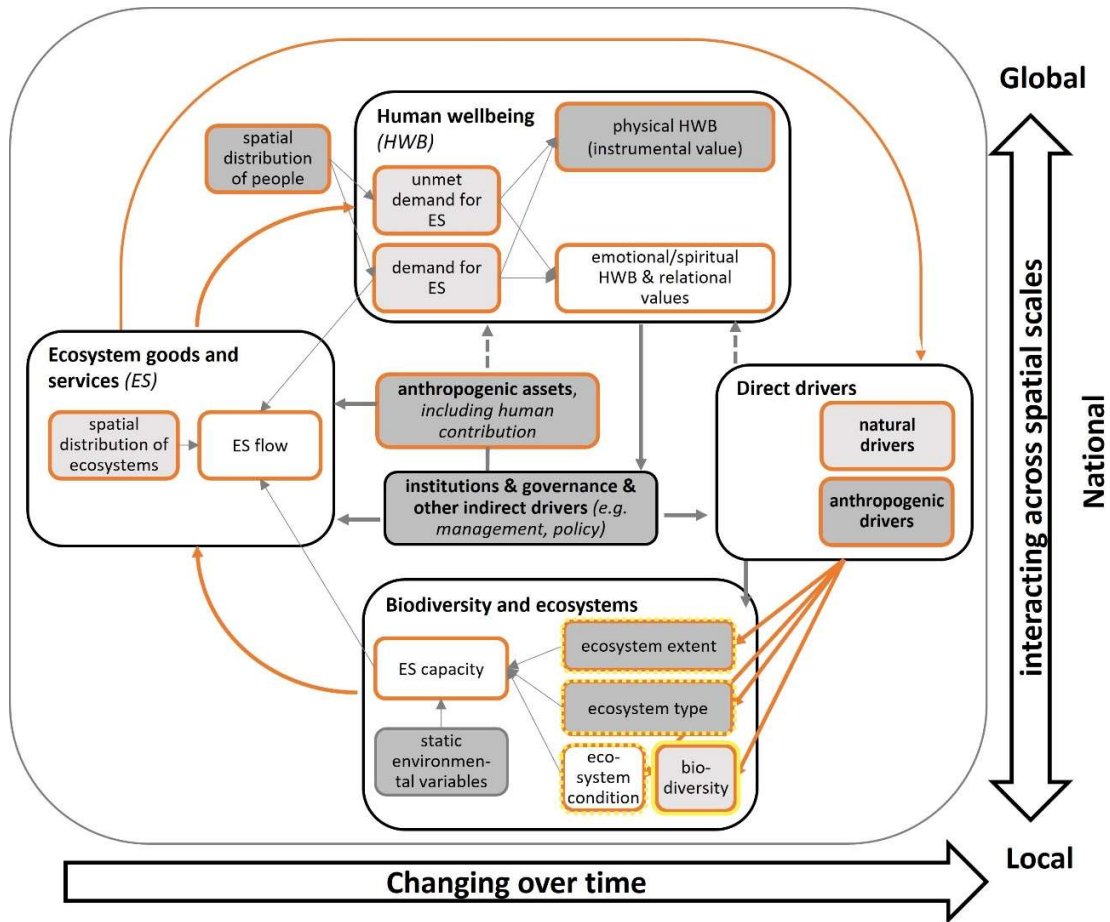 Global
Human wellbeing
(HWB)
physical HWB
(instrumental value)
spatial
distribution
of people
unmet
demand for
ES
demand for
ES
emotional/spiritual
HWB & relational
values
Ecosystem goods and
services (ES)
spatial
distribution of
ecosystems
ES flow
anthropogenic assets,
including human
contribution
institutions & governance &
other indirect drivers (e.g.
management, policy)
Direct drivers
natural
drivers
anthropogenic
drivers
interacting across spatial scales
National
Biodiversity and ecosystems
ES capacity
ecosystem extent
ecosystem type
static
environmen-
tal variables
eco-
system
condition
bio-
diversity
Local
Changing over time